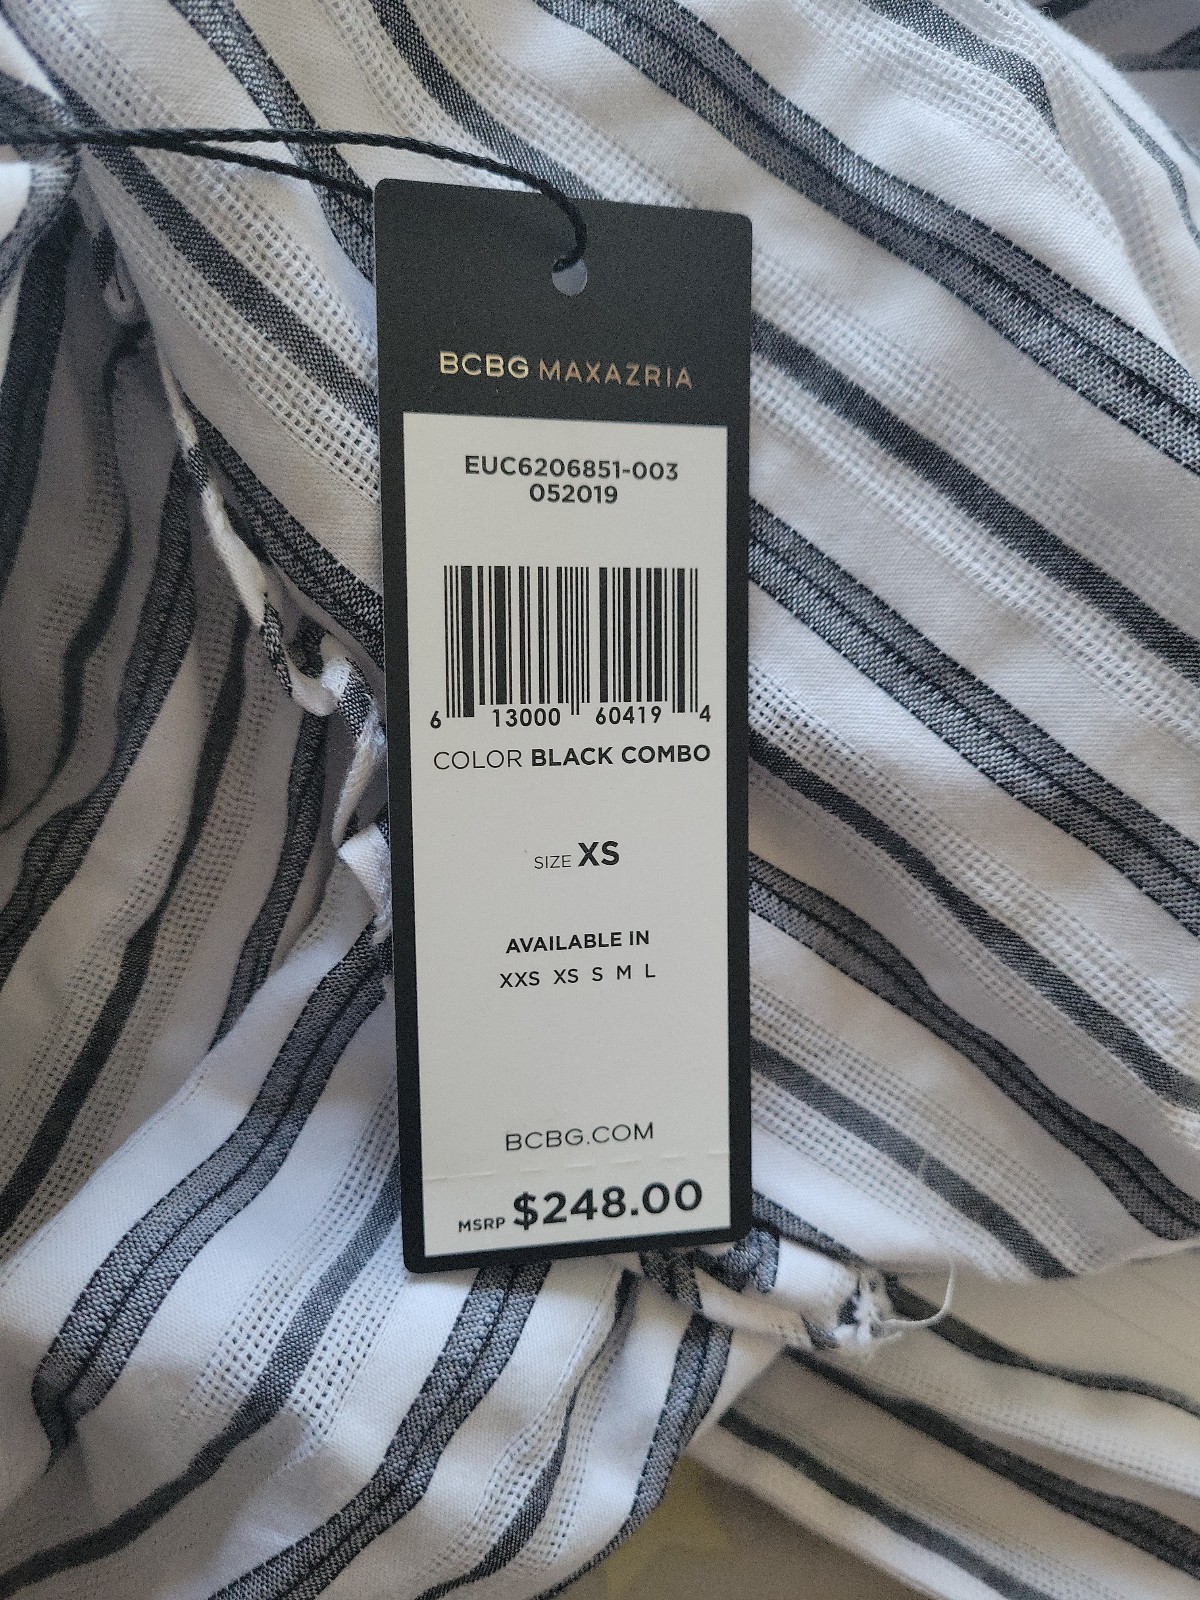 BCBG MAXAZRIA
EUC6206851-003
052019
6 13000 60419 4
COLOR BLACK COMBO
SIZE XS
AVAILABLE IN
XXS XS S M L
BCBG.COM
MSRP $248.00